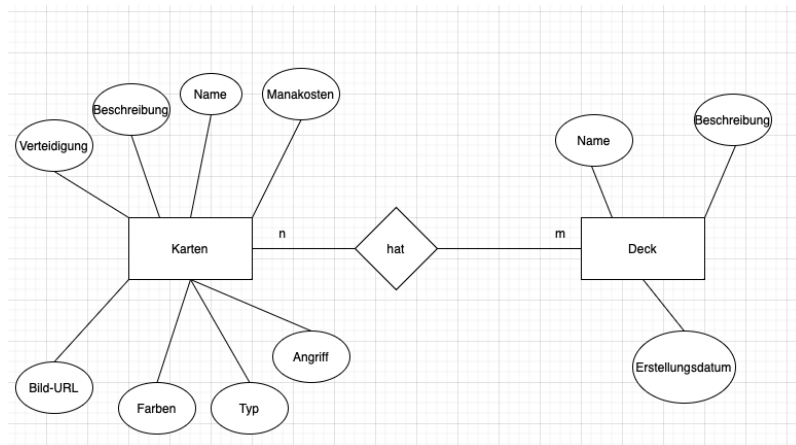 Name
Manakosten
Beschreibung
Verteidigung
Name
Beschreibung
Karten
n
hat
m
Deck
Angriff
Erstellungsdatum
Bild-URL
Farben
Typ